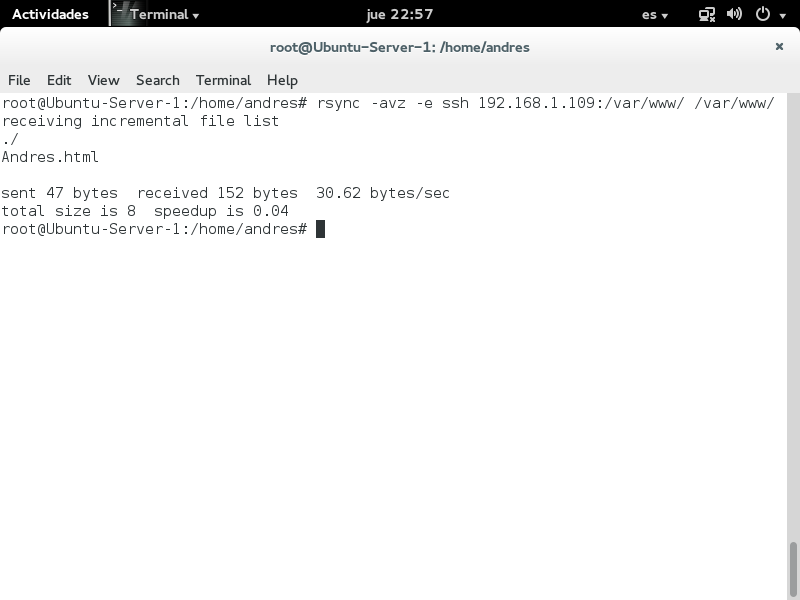 Actividades Terminal jue 22:57 es
root@Ubuntu-Server-1: /home/andres
File Edit View Search Terminal Help
root@Ubuntu-Server-1:/home/andres# rsync -avz -e ssh 192.168.1.109:/var/www/ /var/www/
receiving incremental file list
./
Andres.html
sent 47 bytes  received 152 bytes  30.62 bytes/sec
total size is 8  speedup is 0.04
root@Ubuntu-Server-1:/home/andres#